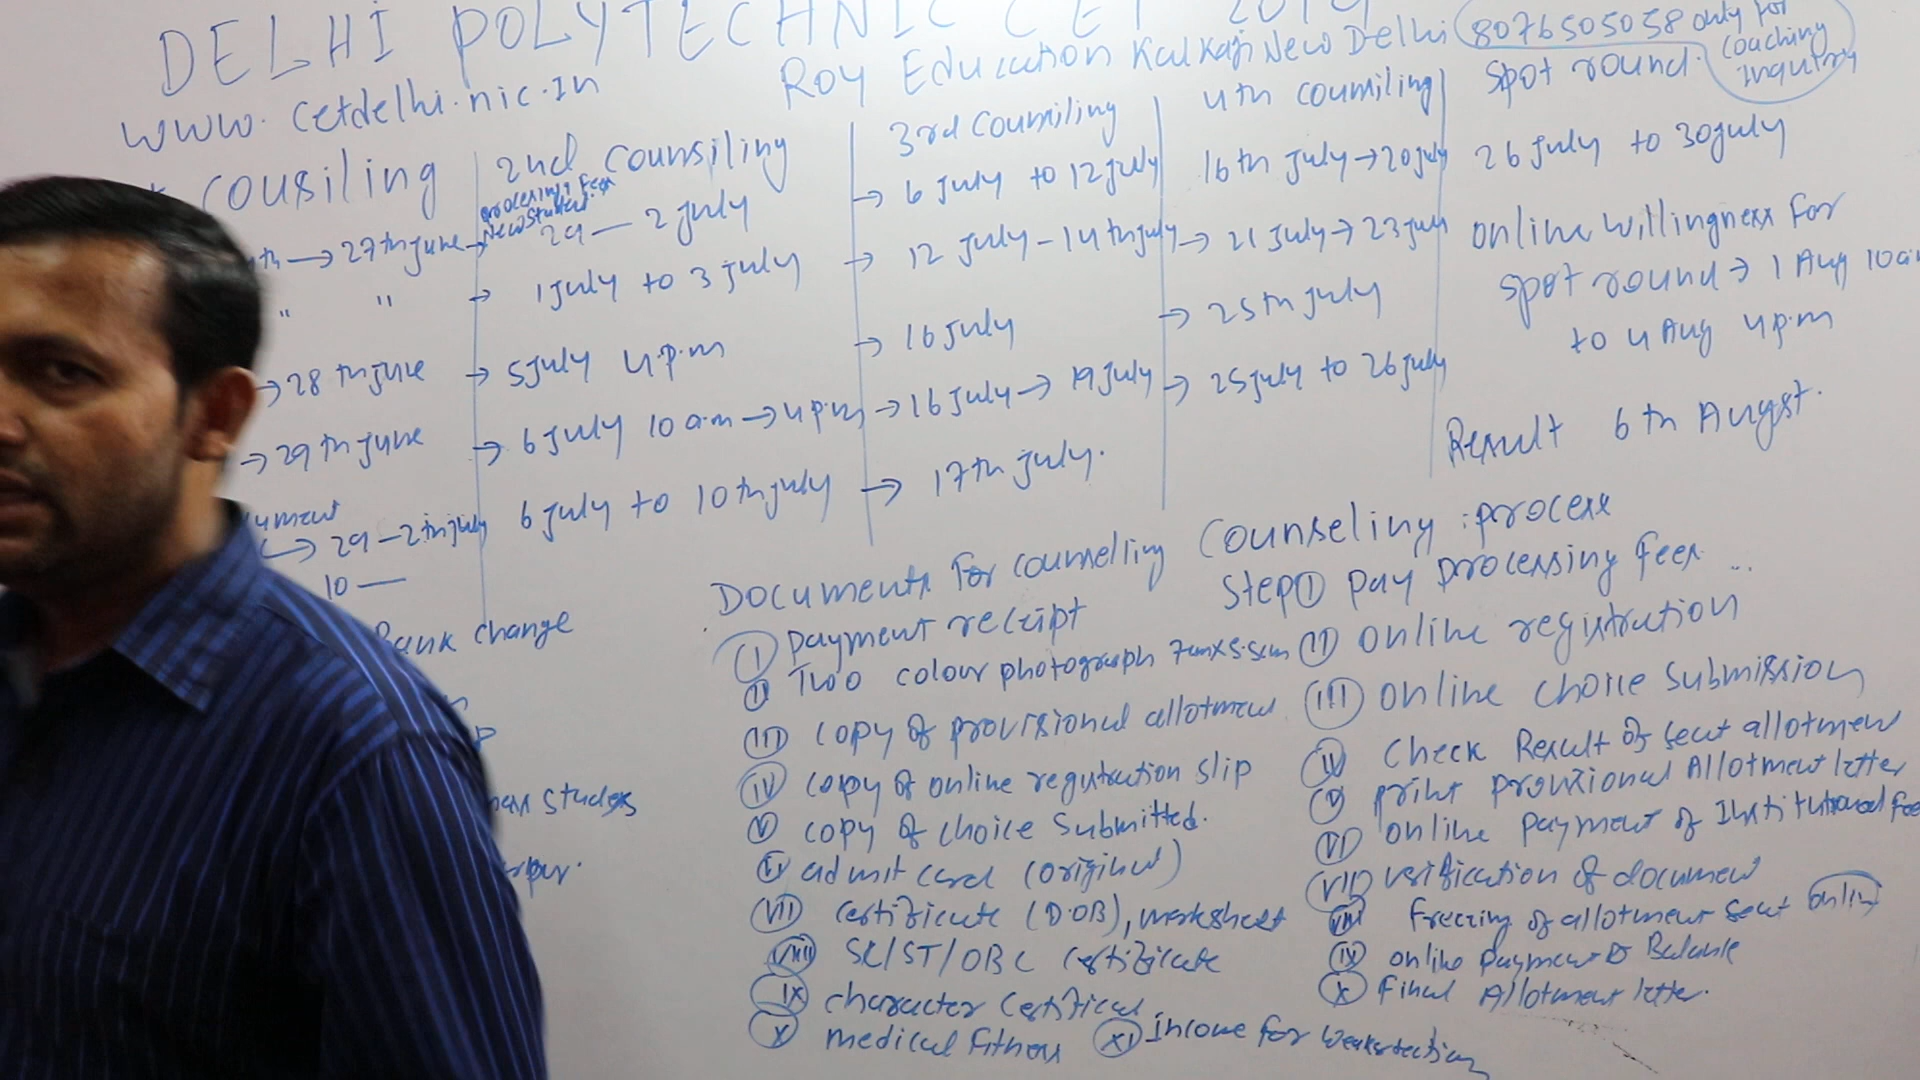 DELHI POLYTECHNIC CET 2019
www.cetdelhi.nic.in
Roy Education Kalkaji New Delhi 8076505058 only for
coaching
inquiry
cousiling
th → 27th June
" "
→ 28th June
→ 29th June
yment
→ 29 - 2th July
10 —
Bank change
2nd counsiling
processing Fees
New Student
→ 29 — 2 July
→ 1 July to 3 July
→ 5 July 4 p.m
→ 6 July 10 a.m → 4 p.m
6 July to 10th July
3rd Counsiling
→ 6 July to 12 July
→ 12 July - 14th July
→ 16 July
→ 16 July → 19 July
→ 17th July.
4th counsiling
16th July → 20 July
→ 21 July → 23 July
→ 25th July
→ 25 July to 26 July
Spot round.
26 July to 30 July
online willingness For
spot round → 1 Aug 10 a
to 4 Aug 4 p.m
Result 6th Augst.
Documents For counselling
I payment receipt
II Two colour photograph
III copy of provisional allotment
IV copy of online registration slip
V copy of choice Submitted.
VI admit card (original)
VII certificate (D.O.B), marksheet
VIII SC/ST/OBC certificate
IX character certificat
X medical fitness
XI Income for weaker section
Counseling : process
Step I pay processing Fees
II online registration
III online choice submission
IV Check Result of seat allotment
V print provisional Allotment letter
VI online payment of Institutional fee
VII verification of document
VIII Freezing of allotment seat online
IX online payment of Balance
X Final Allotment letter.